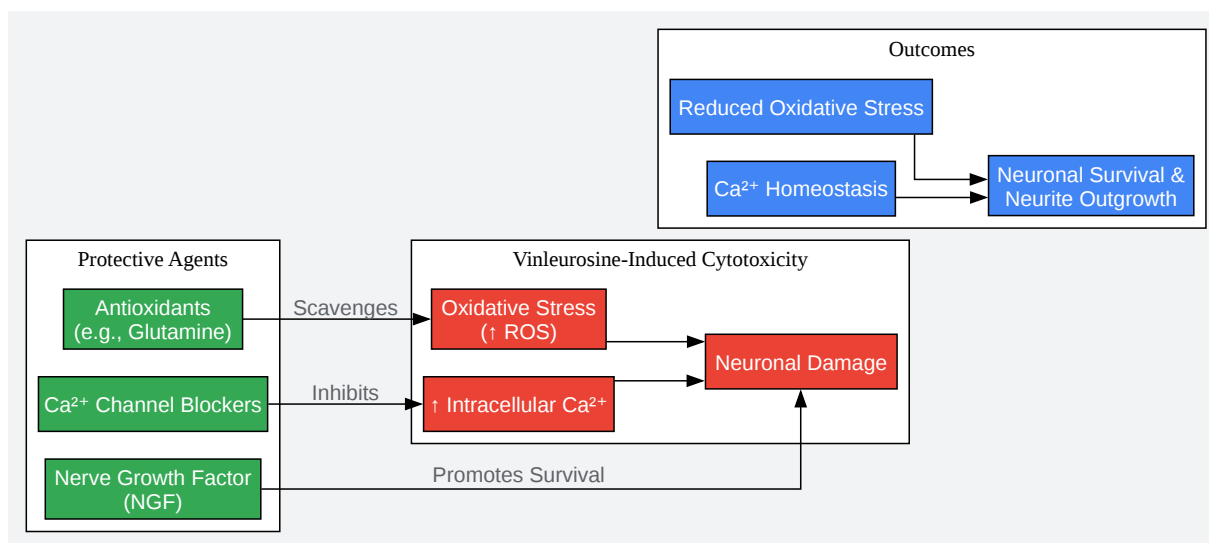 Outcomes
Reduced Oxidative Stress
Ca²⁺ Homeostasis
Neuronal Survival &
Neurite Outgrowth
Protective Agents
Antioxidants
(e.g., Glutamine)
Ca²⁺ Channel Blockers
Nerve Growth Factor
(NGF)
Scavenges
Inhibits
Promotes Survival
Vinleurosine-Induced Cytotoxicity
Oxidative Stress
(↑ ROS)
↑ Intracellular Ca²⁺
Neuronal Damage